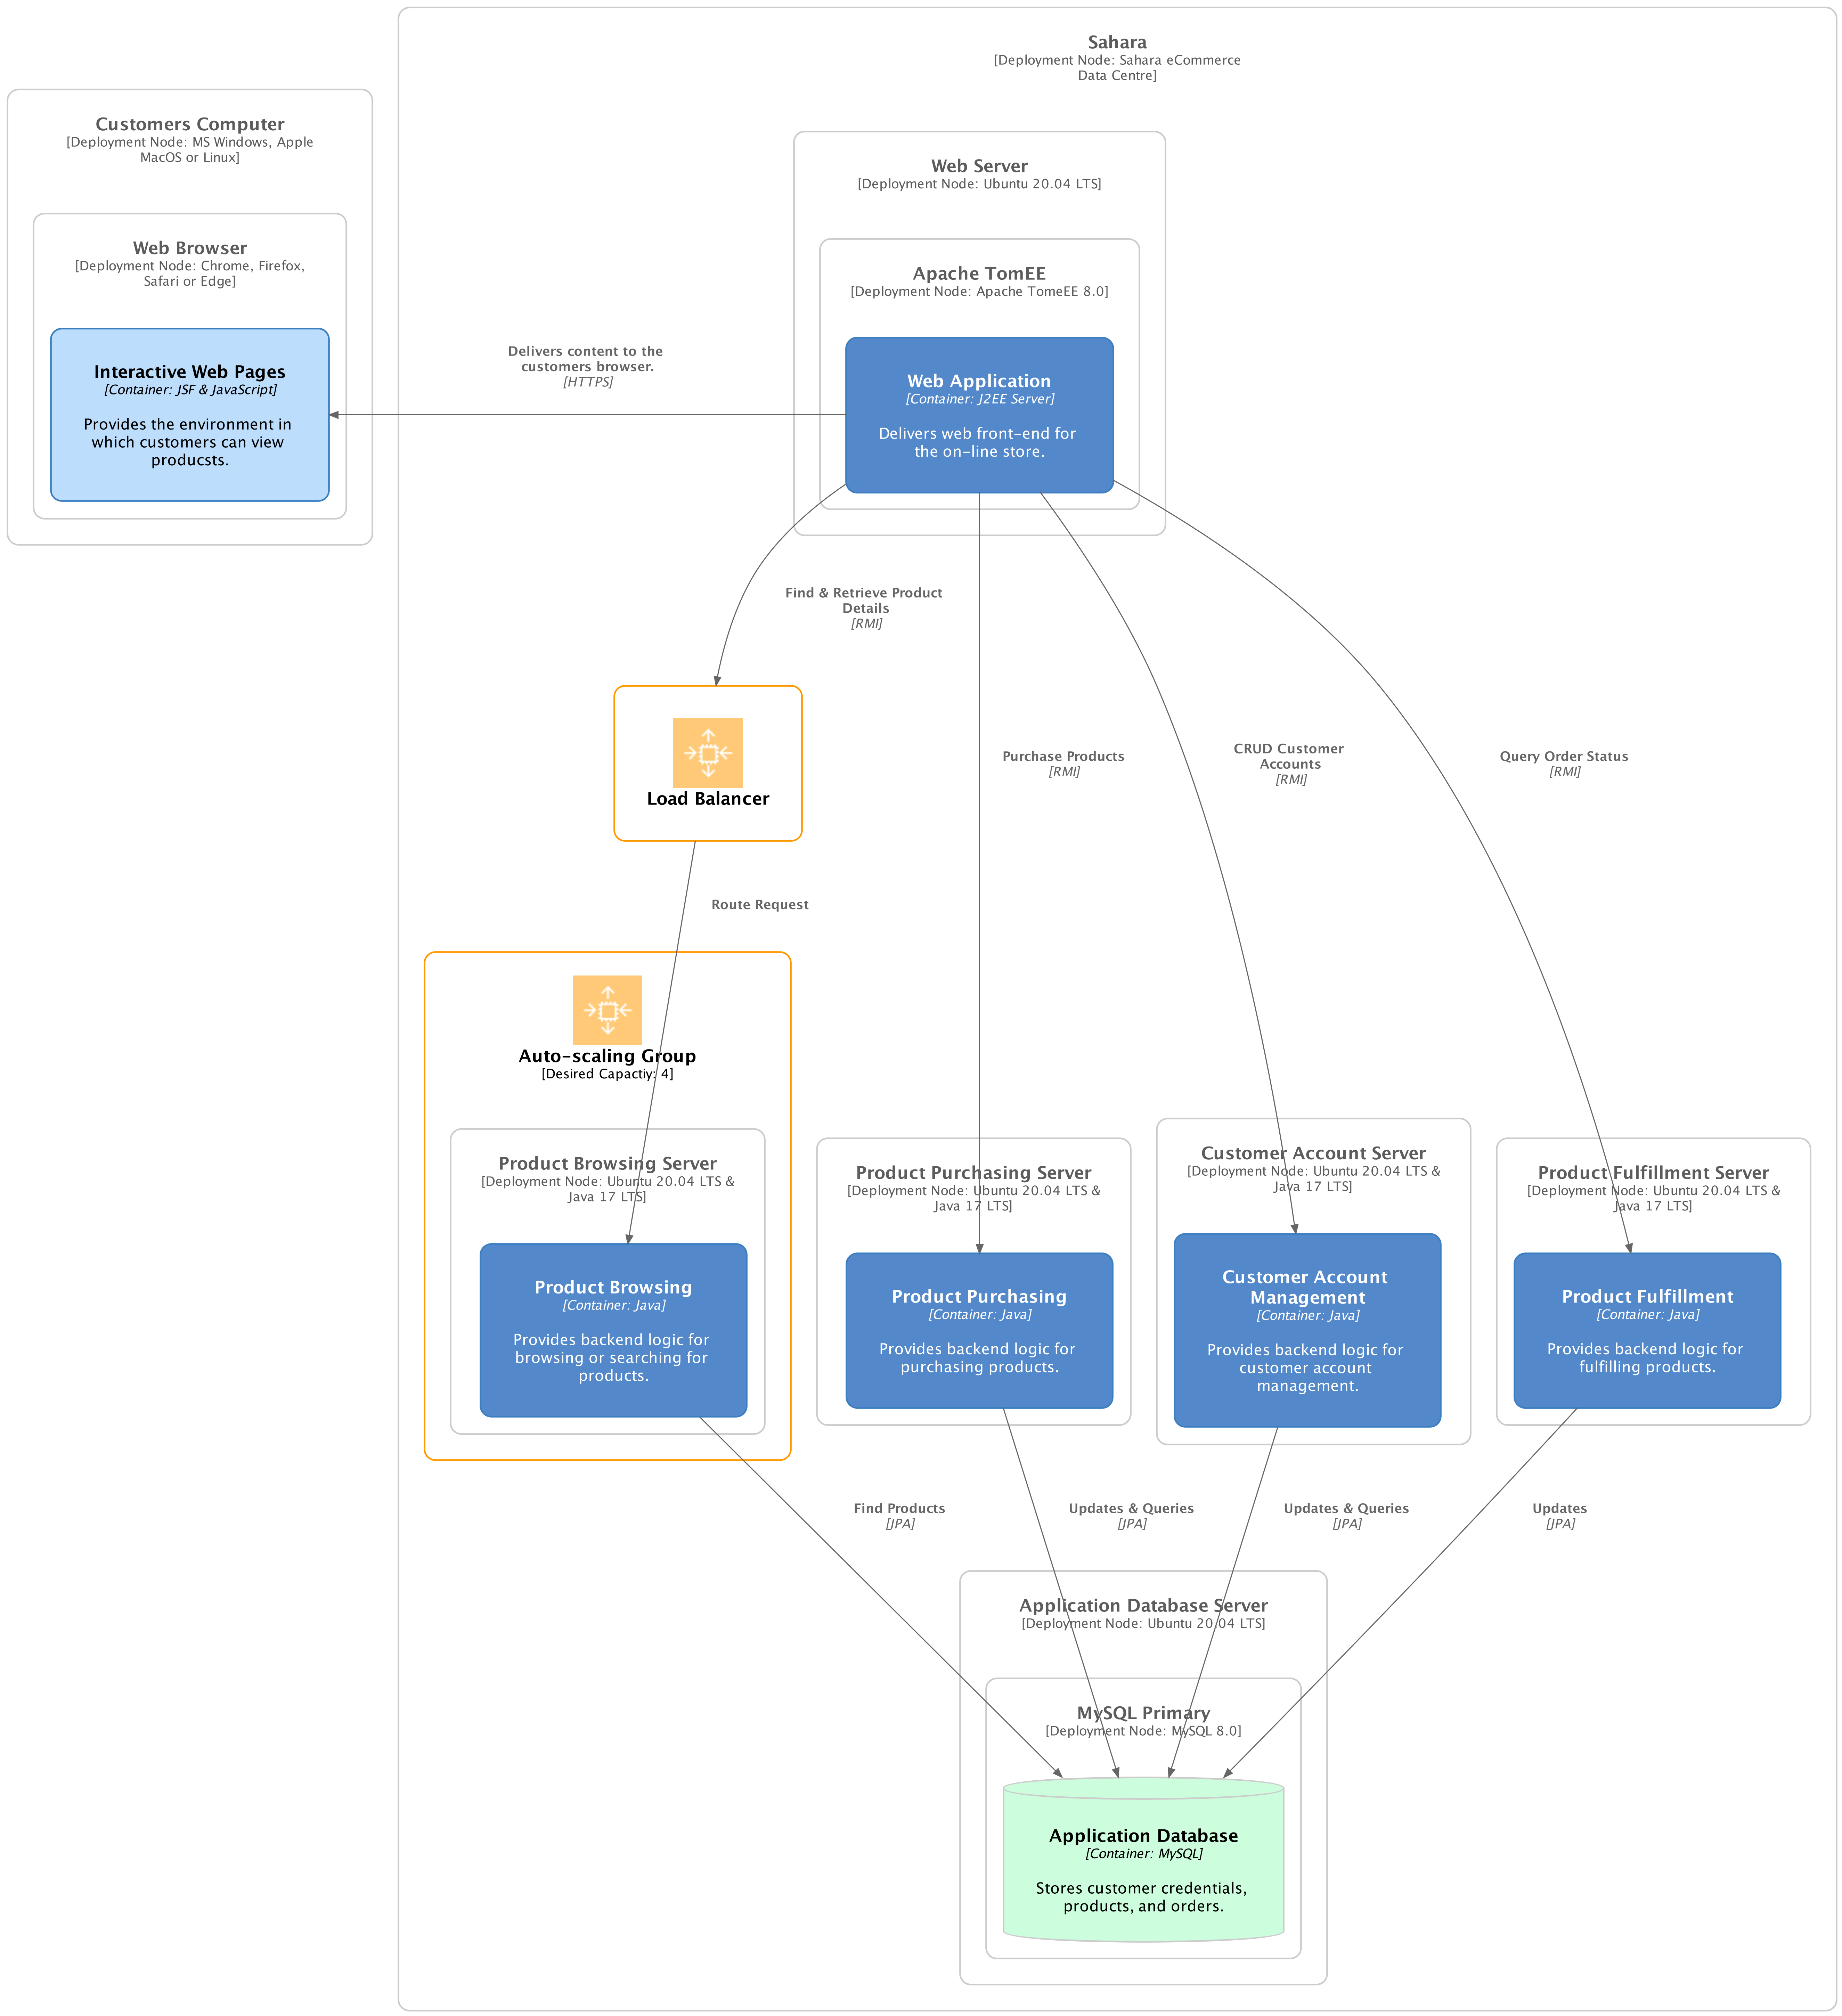 Sahara
[Deployment Node: Sahara eCommerce
Data Centre]
Customers Computer
[Deployment Node: MS Windows, Apple
MacOS or Linux]
Web Browser
[Deployment Node: Chrome, Firefox,
Safari or Edge]
Interactive Web Pages
[Container: JSF & JavaScript]
Provides the environment in
which customers can view
producsts.
Delivers content to the
customers browser.
[HTTPS]
Web Server
[Deployment Node: Ubuntu 20.04 LTS]
Apache TomEE
[Deployment Node: Apache TomeEE 8.0]
Web Application
[Container: J2EE Server]
Delivers web front-end for
the on-line store.
Find & Retrieve Product
Details
[RMI]
Load Balancer
Purchase Products
[RMI]
CRUD Customer
Accounts
[RMI]
Query Order Status
[RMI]
Route Request
Auto-scaling Group
[Desired Capactiy: 4]
Product Browsing Server
[Deployment Node: Ubuntu 20.04 LTS &
Java 17 LTS]
Product Browsing
[Container: Java]
Provides backend logic for
browsing or searching for
products.
Product Purchasing Server
[Deployment Node: Ubuntu 20.04 LTS &
Java 17 LTS]
Product Purchasing
[Container: Java]
Provides backend logic for
purchasing products.
Customer Account Server
[Deployment Node: Ubuntu 20.04 LTS &
Java 17 LTS]
Customer Account
Management
[Container: Java]
Provides backend logic for
customer account
management.
Product Fulfillment Server
[Deployment Node: Ubuntu 20.04 LTS &
Java 17 LTS]
Product Fulfillment
[Container: Java]
Provides backend logic for
fulfilling products.
Find Products
[JPA]
Updates & Queries
[JPA]
Updates & Queries
[JPA]
Updates
[JPA]
Application Database Server
[Deployment Node: Ubuntu 20.04 LTS]
MySQL Primary
[Deployment Node: MySQL 8.0]
Application Database
[Container: MySQL]
Stores customer credentials,
products, and orders.